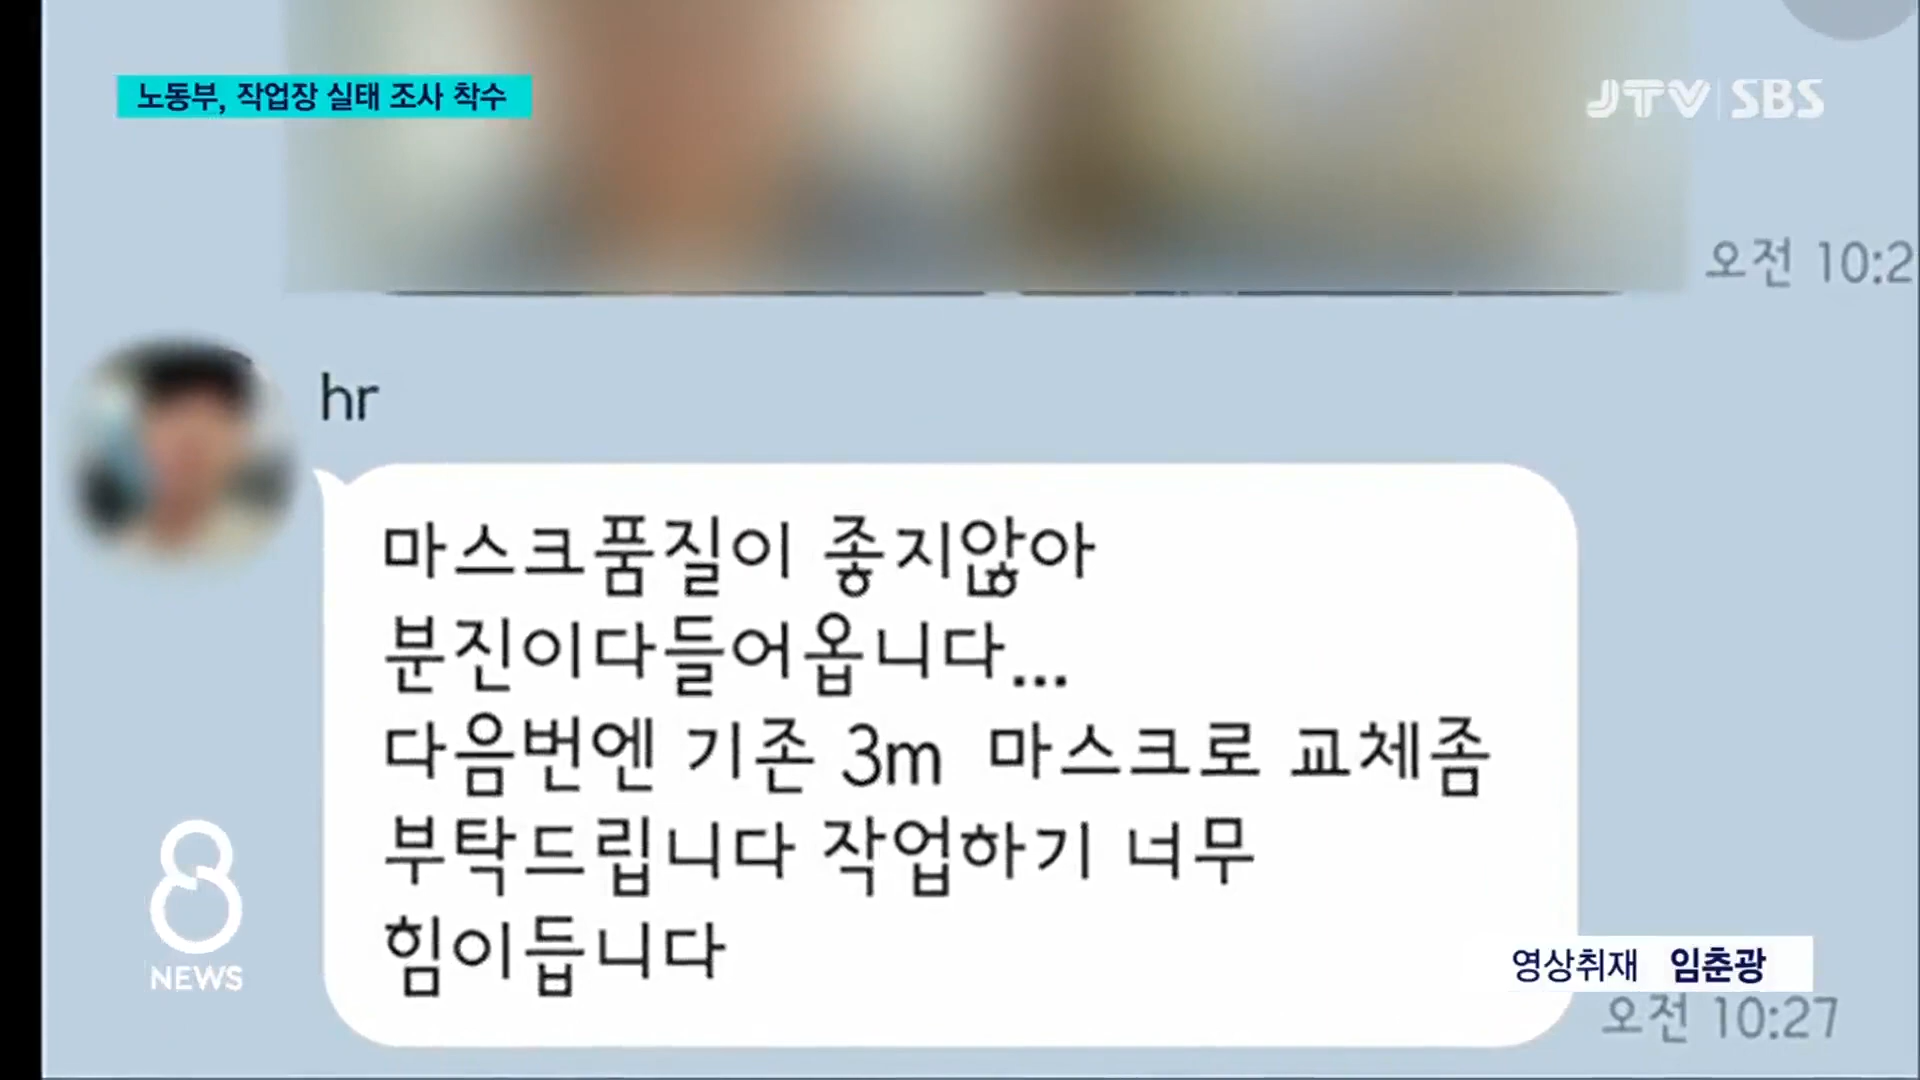 노동부, 작업장 실태 조사 착수
JTV SBS
오전 10:2
hr
마스크품질이 좋지않아
분진이다들어옵니다...
다음번엔 기존 3m 마스크로 교체좀
부탁드립니다 작업하기 너무
힘이듭니다
8
NEWS
영상취재 임춘광
오전 10:27